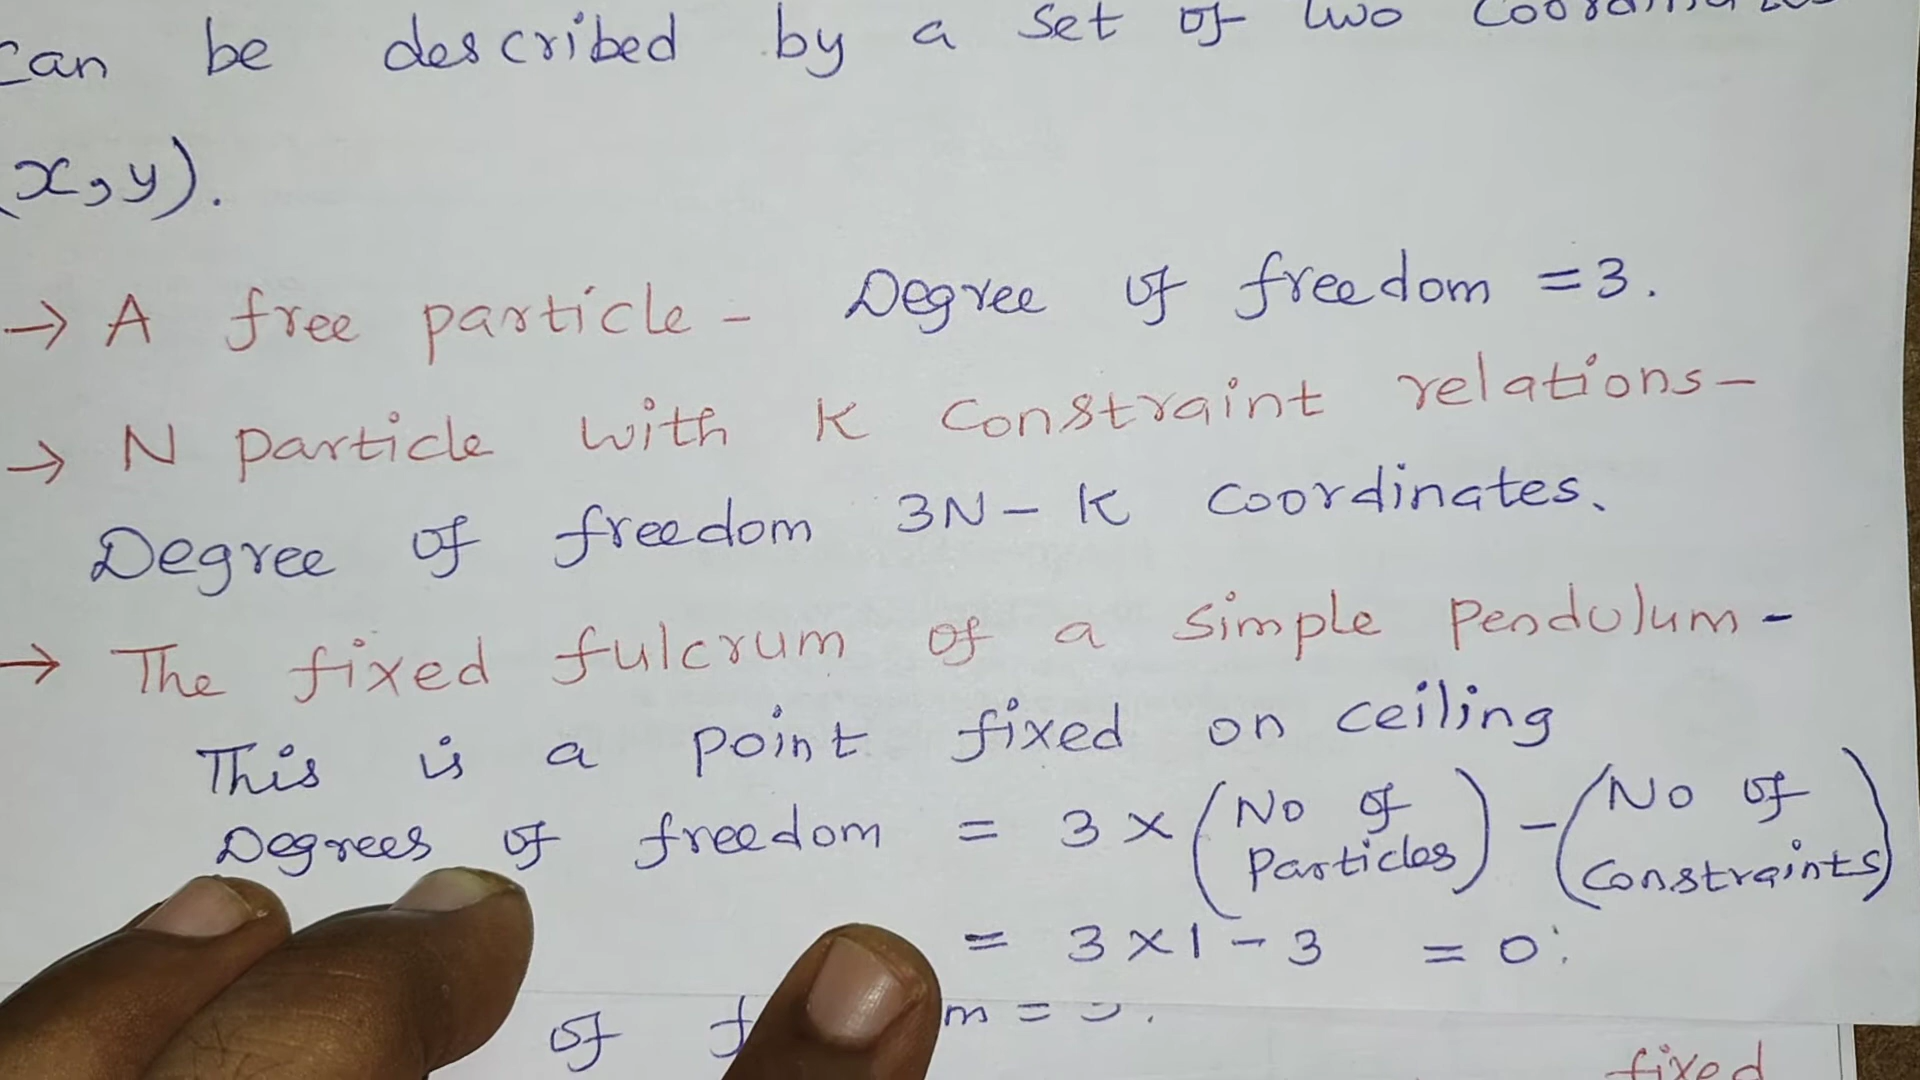 can be described by a set of two
(x,y).
→ A free particle - Degree of freedom = 3.
→ N particle with K constraint relations -
Degree of freedom 3N - K coordinates.
→ The fixed fulcrum of a simple pendulum -
This is a point fixed on ceiling
Degrees of freedom = 3 × (No of Particles) - (No of Constraints)
= 3 × 1 - 3 = 0.
of
fixed